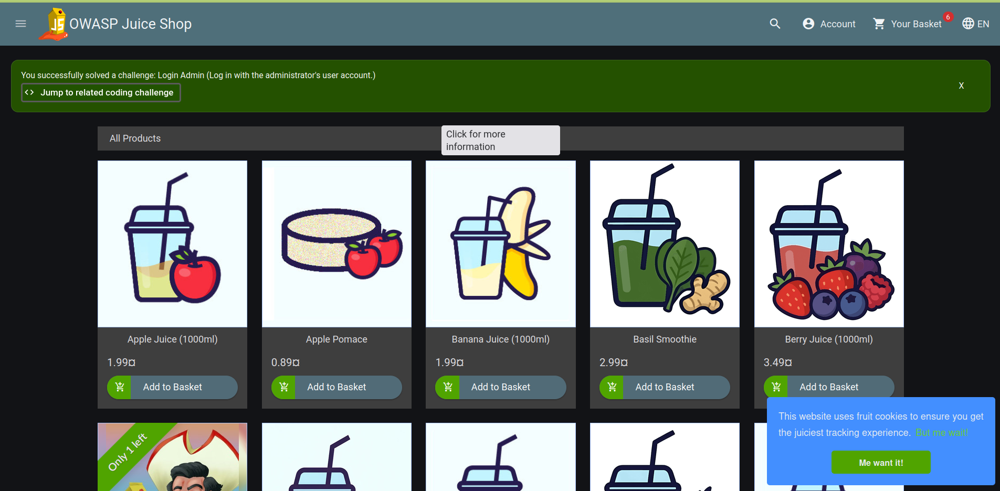 JS
OWASP Juice Shop
Account
Your Basket
6
EN
You successfully solved a challenge: Login Admin (Log in with the administrator's user account.)
<> Jump to related coding challenge
X
All Products
Click for more
information
Apple Juice (1000ml)
Apple Pomace
Banana Juice (1000ml)
Basil Smoothie
Berry Juice (1000ml)
1.99¤
0.89¤
1.99¤
2.99¤
3.49¤
Add to Basket
Add to Basket
Add to Basket
Add to Basket
Add to Basket
Only 1 left
This website uses fruit cookies to ensure you get
the juiciest tracking experience. But me wait!
Me want it!